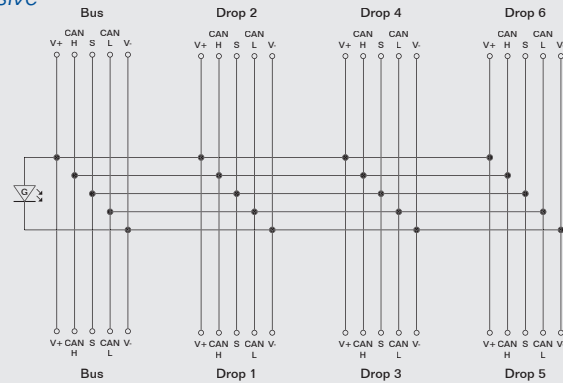 Bus Drop 2 Drop 4 Drop 6
CAN CAN CAN CAN CAN CAN CAN CAN
V+ H S L V- V+ H S L V- V+ H S L V- V+ H S L V-
G
V+ CAN S CAN V- V+ CAN S CAN V- V+ CAN S CAN V- V+ CAN S CAN V-
H L H L H L H L
Bus Drop 1 Drop 3 Drop 5